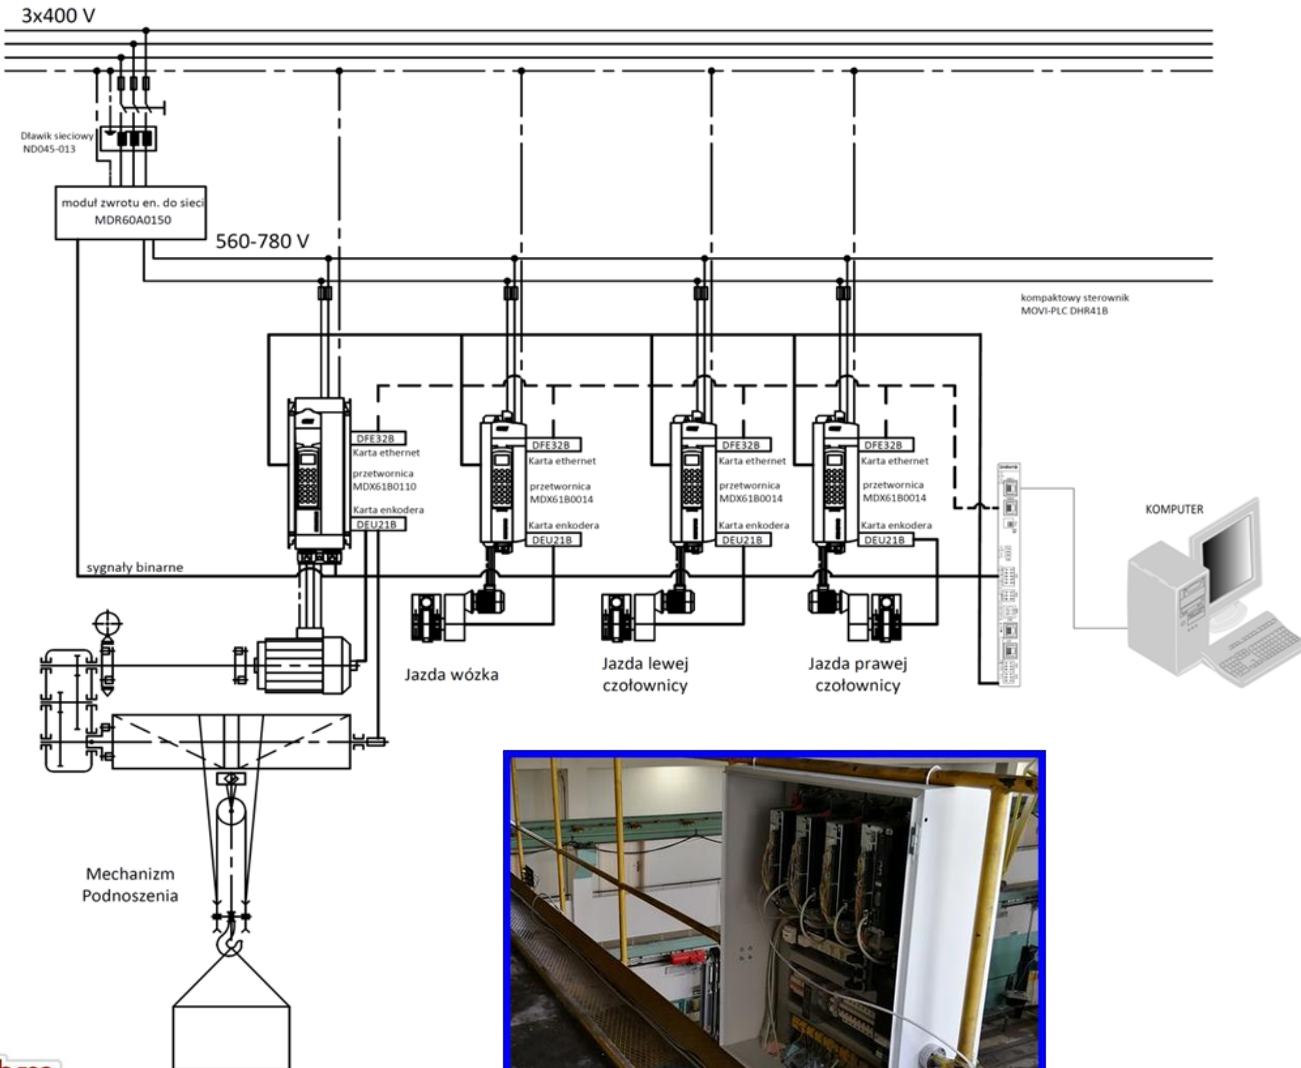 3x400 V
Dławik sieciowy
ND045-013
moduł zwrotu en. do sieci
MDR60A0150
560-780 V
kompaktowy sterownik
MOVI-PLC DHR41B
DFE32B
Karta ethernet
przetwornica
MDX61B0110
Karta enkodera
DEU21B
DFE32B
Karta ethernet
przetwornica
MDX61B0014
Karta enkodera
DEU21B
DFE32B
Karta ethernet
przetwornica
MDX61B0014
Karta enkodera
DEU21B
DFE32B
Karta ethernet
przetwornica
MDX61B0014
Karta enkodera
DEU21B
KOMPUTER
sygnały binarne
Jazda wózka
Jazda lewej
czołownicy
Jazda prawej
czołownicy
Mechanizm
Podnoszenia